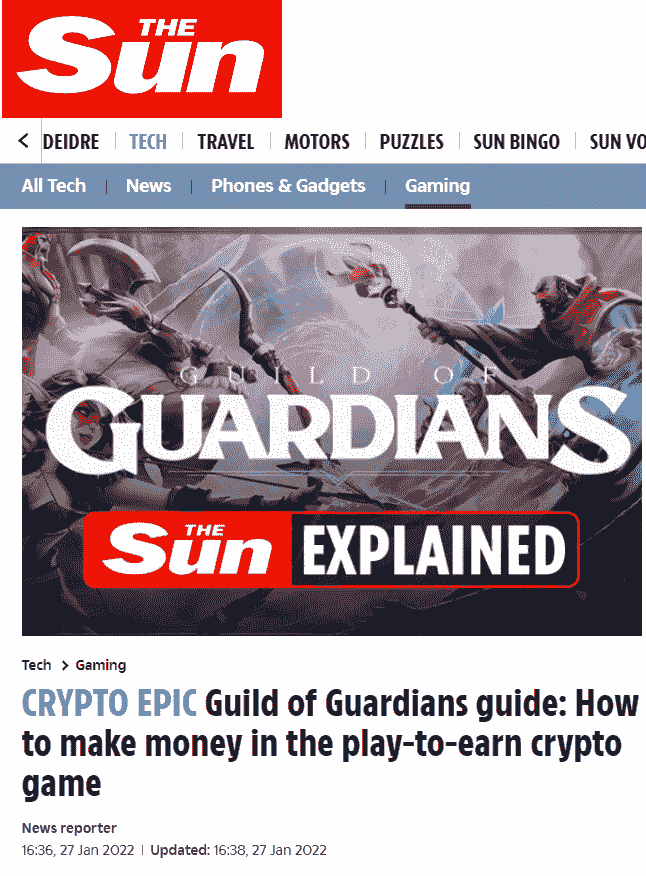 THE
Sun
DEIDRE TECH TRAVEL MOTORS PUZZLES SUN BINGO SUN VO
All Tech News Phones & Gadgets Gaming
GUILD OF
GUARDIANS
THE
Sun EXPLAINED
Tech > Gaming
CRYPTO EPIC Guild of Guardians guide: How
to make money in the play-to-earn crypto
game
News reporter
16:36, 27 Jan 2022 | Updated: 16:38, 27 Jan 2022